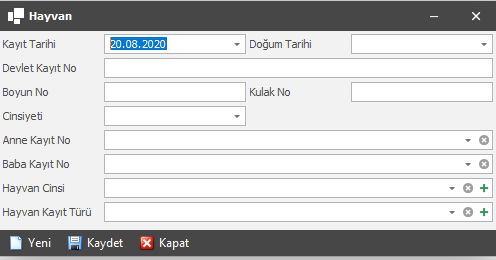 Hayvan
Kayıt Tarihi 20.08.2020 Doğum Tarihi
Devlet Kayıt No
Boyun No Kulak No
Cinsiyeti
Anne Kayıt No
Baba Kayıt No
Hayvan Cinsi
Hayvan Kayıt Türü
Yeni Kaydet Kapat